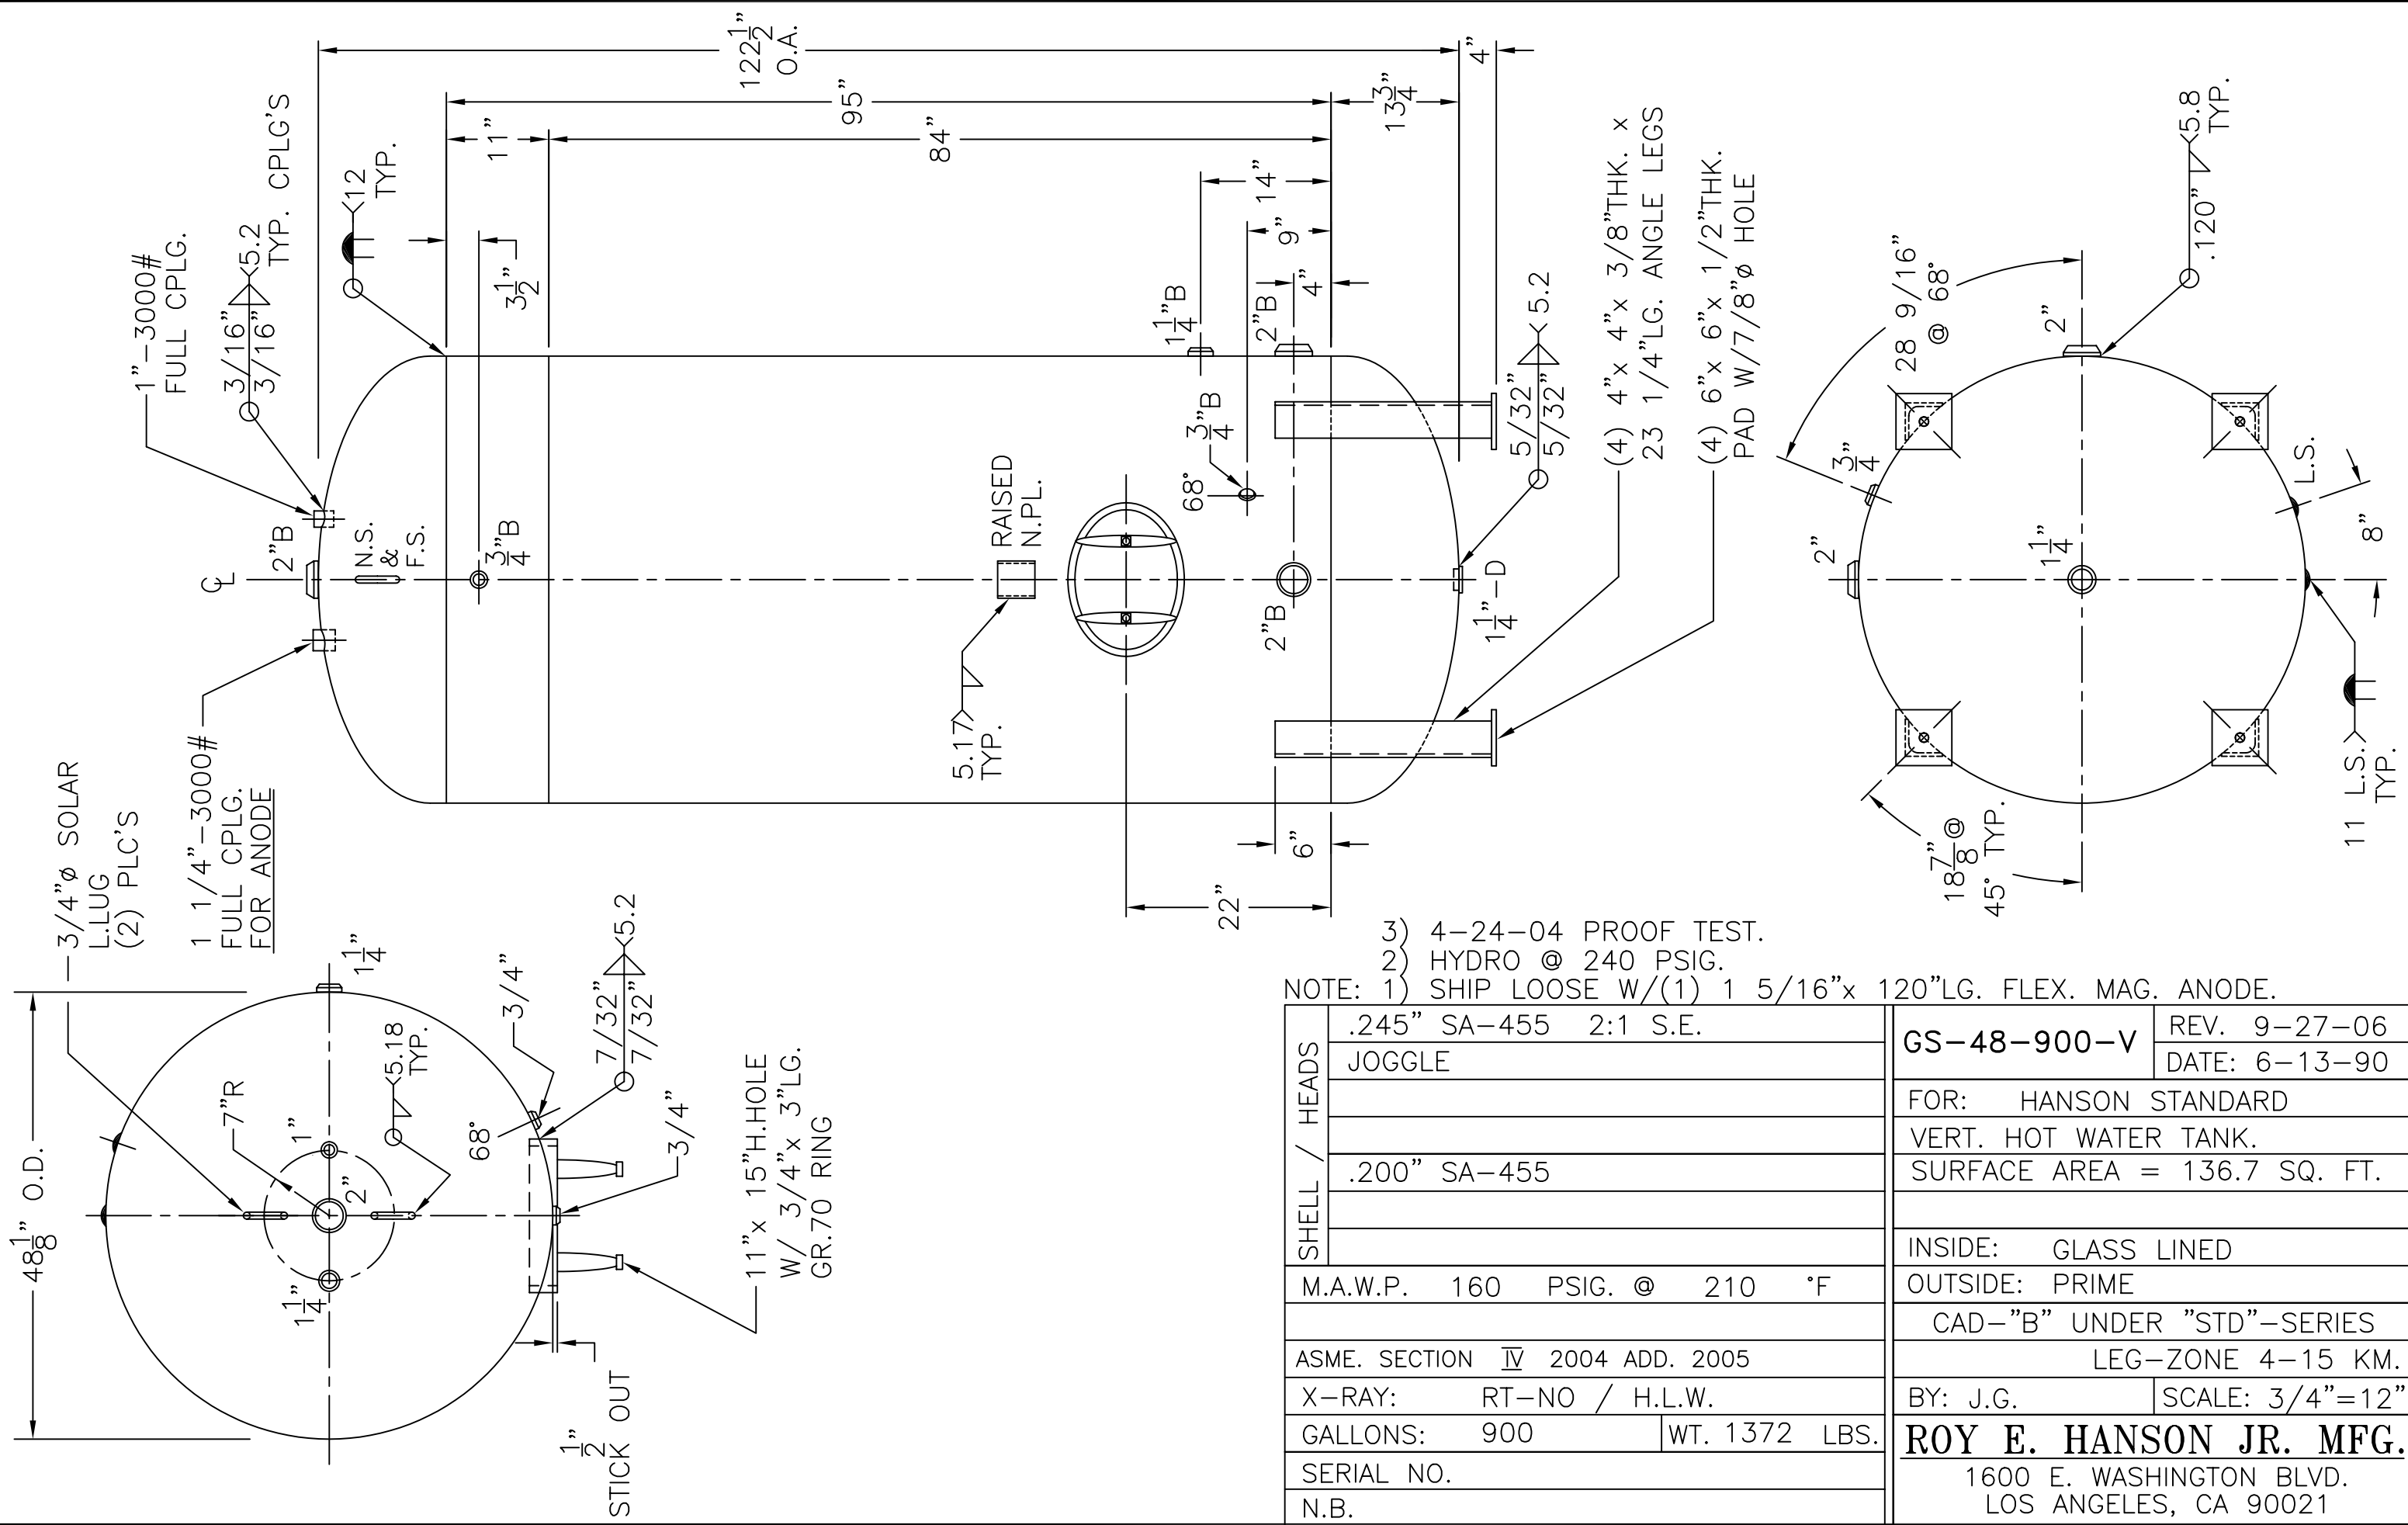 122 1/2"
O.A.
4"
95"
13 3/4"
11"
84"
14"
9"
4"
3 1/2"
12
TYP.
5.2
TYP. CPLG'S
3/16"
3/16"
1"-3000#
FULL CPLG.
2"B
N.S.
&
F.S.
3/4"B
℄
1 1/4"B
2"B
3/4"B
68°
RAISED
N.PL.
2"B
1 1/4"-D
5.17
TYP.
5/32"
5/32"
5.2
(4) 4"x 4"x 3/8"THK. x
23 1/4"LG. ANGLE LEGS
(4) 6"x 6"x 1/2"THK.
PAD W/7/8"ø HOLE
6"
22"
3/4"ø SOLAR
L.LUG
(2) PLC'S
1 1/4"-3000#
FULL CPLG.
FOR ANODE
28 9/16"
@ 68°
2"
5.8
TYP.
.120"
3/4"
2"
1 1/4"
L.S.
8"
18 7/8"@
45° TYP.
11 L.S.
TYP.
48 1/8" O.D.
1 1/4"
7"R
1"
2"
1 1/4"
5.18
TYP.
68°
3/4"
7/32"
7/32"
5.2
3/4"
11"x 15"H.HOLE
W/ 3/4"x 3"LG.
GR.70 RING
1/2"
STICK OUT
3) 4-24-04 PROOF TEST.
2) HYDRO @ 240 PSIG.
NOTE: 1) SHIP LOOSE W/(1) 1 5/16"x 120"LG. FLEX. MAG. ANODE.
SHELL / HEADS
.245" SA-455 2:1 S.E.
JOGGLE
.200" SA-455
M.A.W.P. 160 PSIG. @ 210 °F
ASME. SECTION IV 2004 ADD. 2005
X-RAY: RT-NO / H.L.W.
GALLONS: 900 WT. 1372 LBS.
SERIAL NO.
N.B.
GS-48-900-V
REV. 9-27-06
DATE: 6-13-90
FOR: HANSON STANDARD
VERT. HOT WATER TANK.
SURFACE AREA = 136.7 SQ. FT.
INSIDE: GLASS LINED
OUTSIDE: PRIME
CAD-"B" UNDER "STD"-SERIES
LEG-ZONE 4-15 KM.
BY: J.G. SCALE: 3/4"=12"
ROY E. HANSON JR. MFG.
1600 E. WASHINGTON BLVD.
LOS ANGELES, CA 90021